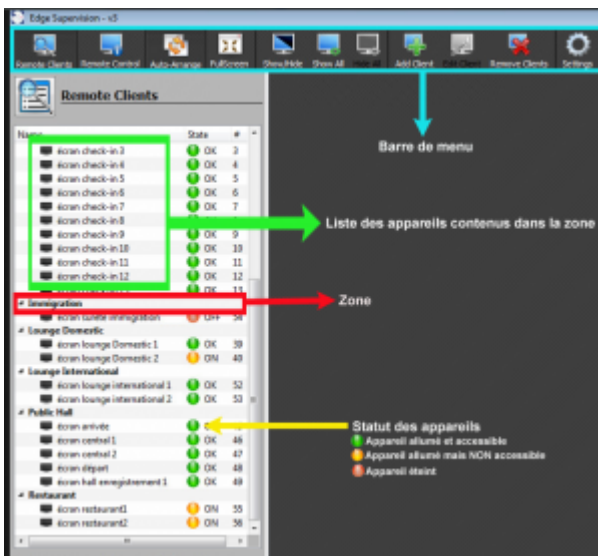 Edge Supervision - v3
Remote Clients Remote Control Auto-Arrange FullScreen Show/Hide Show All Hide All Add Client Edit Client Remove Clients Settings
Remote Clients
Name State #
écran check-in 3 OK 3
écran check-in 4 OK 4
écran check-in 5 OK 5
écran check-in 6 OK 6
écran check-in 7 OK 7
écran check-in 8 OK
écran check-in 9 OK 9
écran check-in 10 OK 10
écran check-in 11 OK 11
écran check-in 12 OK 12
OK 13
Immigration
écran sureté immigration OFF 54
Lounge Domestic
écran lounge Domestic 1 OK 39
écran lounge Domestic 2 ON 40
Lounge International
écran lounge international 1 OK 52
écran lounge international 2 OK 53
Public Hall
écran arrivée
écran central 1 OK 46
écran central 2 OK 47
écran départ OK 48
écran hall enregistrement 1 OK 49
Restaurant
écran restaurant1 ON 55
écran restaurant2 ON 56
Barre de menu
Liste des appareils contenus dans la zone
Zone
Statut des appareils
Appareil allumé et accessible
Appareil allumé mais NON accessible
Appareil éteint